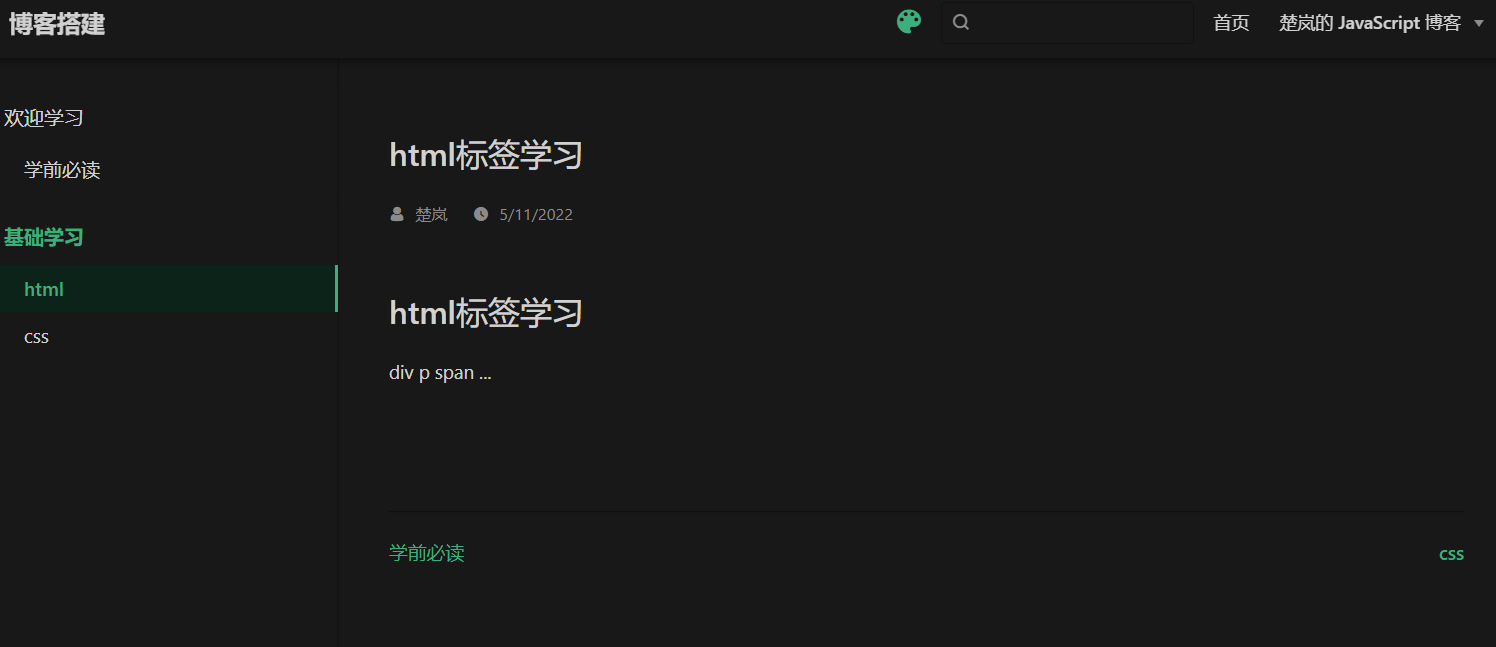 博客搭建
首页 楚岚的 JavaScript 博客
欢迎学习
学前必读
基础学习
html
css
html标签学习
楚岚 5/11/2022
html标签学习
div p span ...
学前必读 css